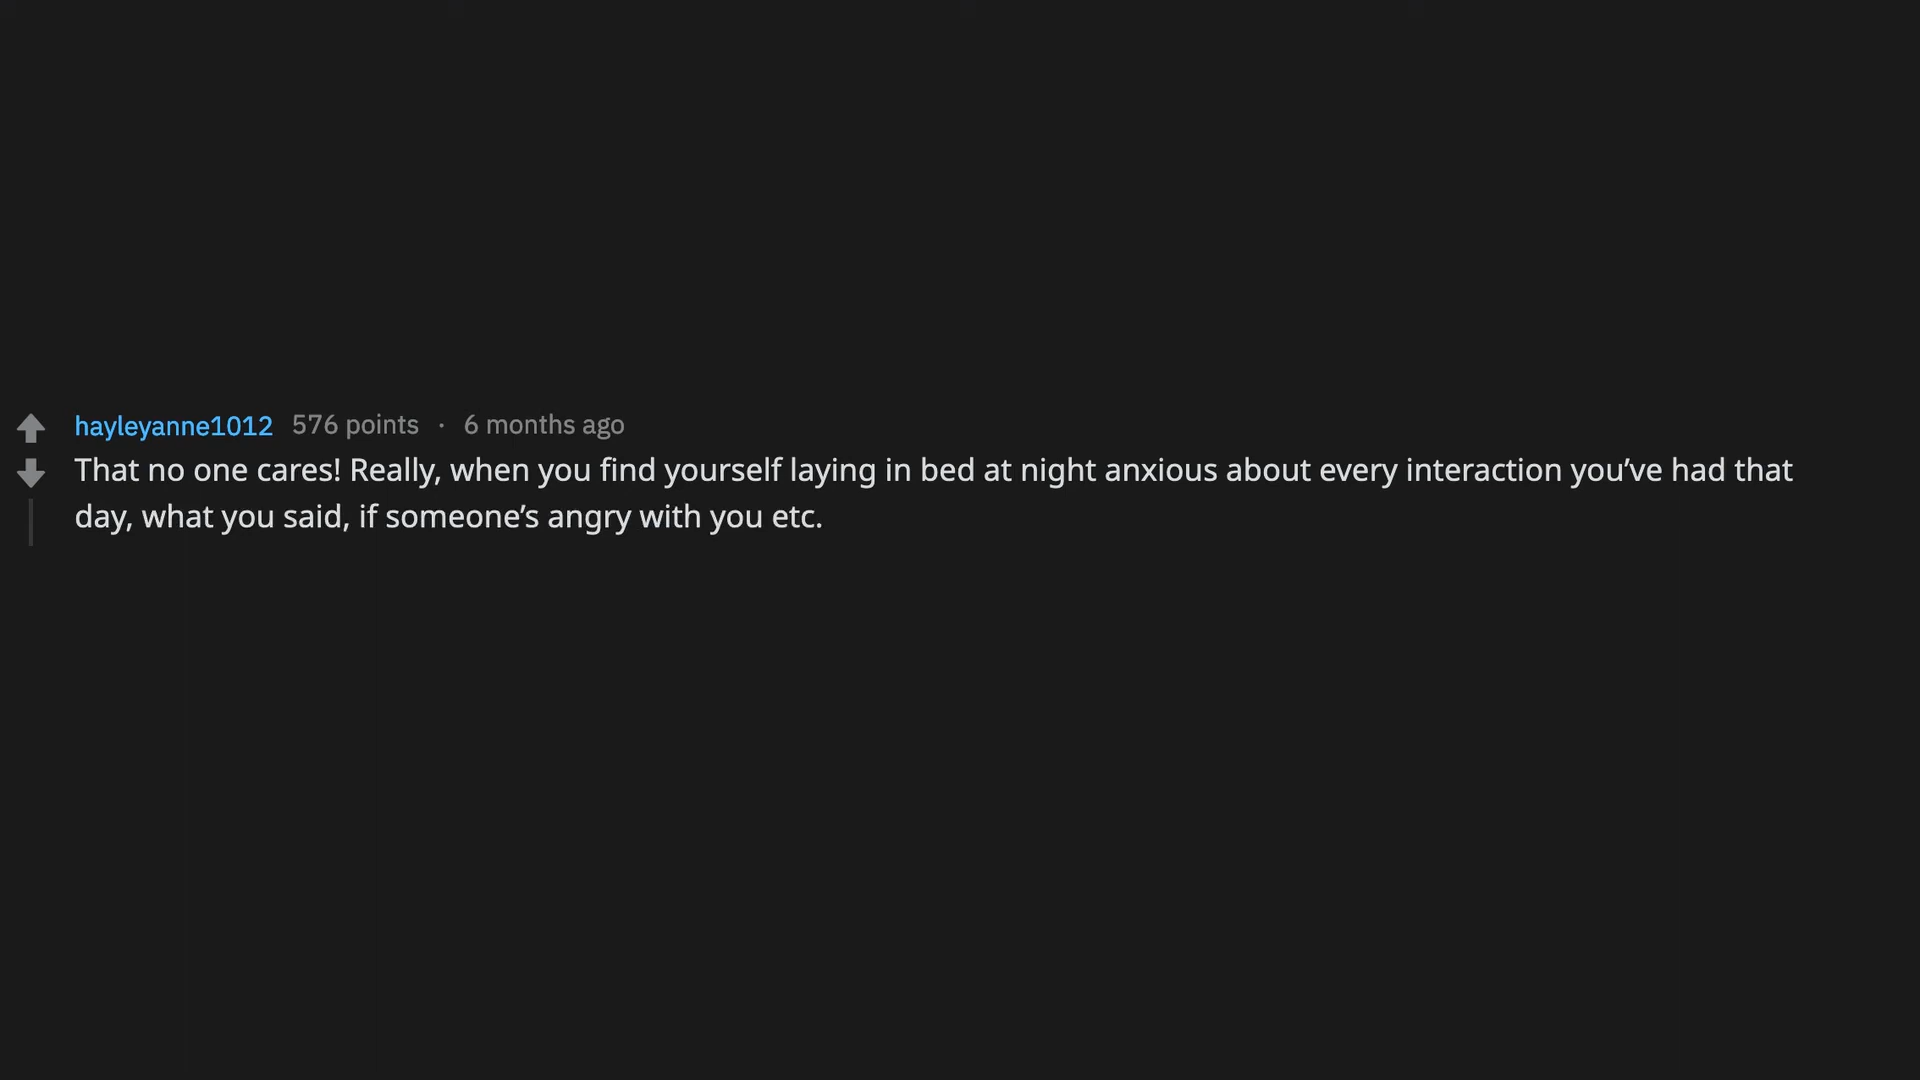 hayleyanne1012 576 points · 6 months ago
That no one cares! Really, when you find yourself laying in bed at night anxious about every interaction you’ve had that
day, what you said, if someone’s angry with you etc.